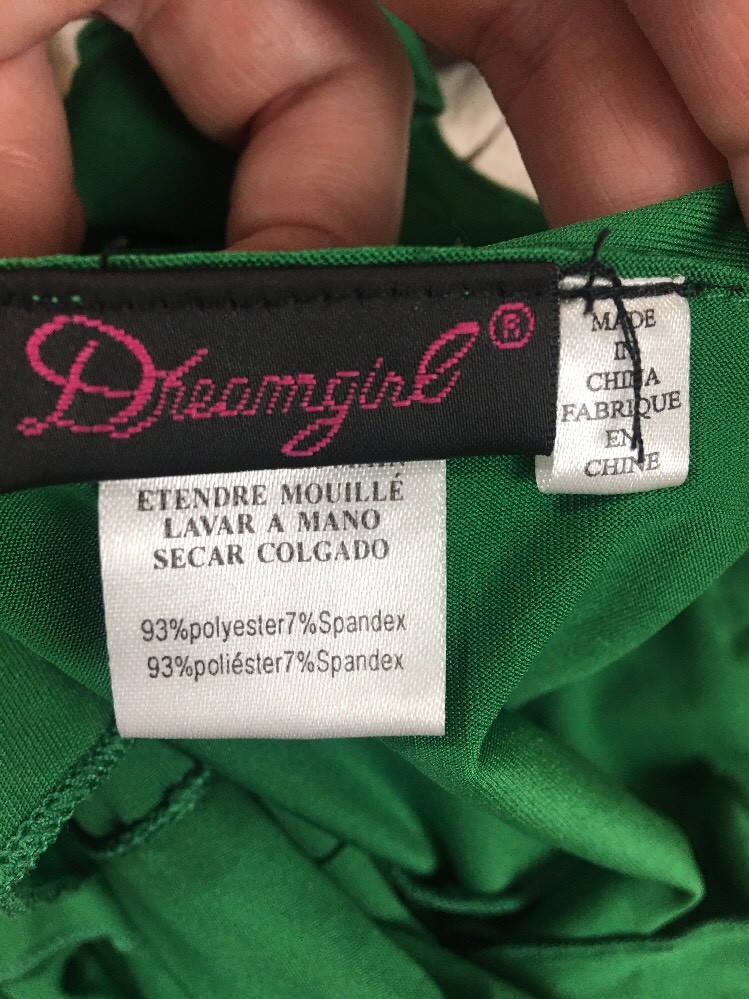 Dreamgirl®
MADE
IN
CHINA
FABRIQUE
EN
CHINE
ETENDRE MOUILLÉ
LAVAR A MANO
SECAR COLGADO
93%polyester7%Spandex
93%poliéster7%Spandex